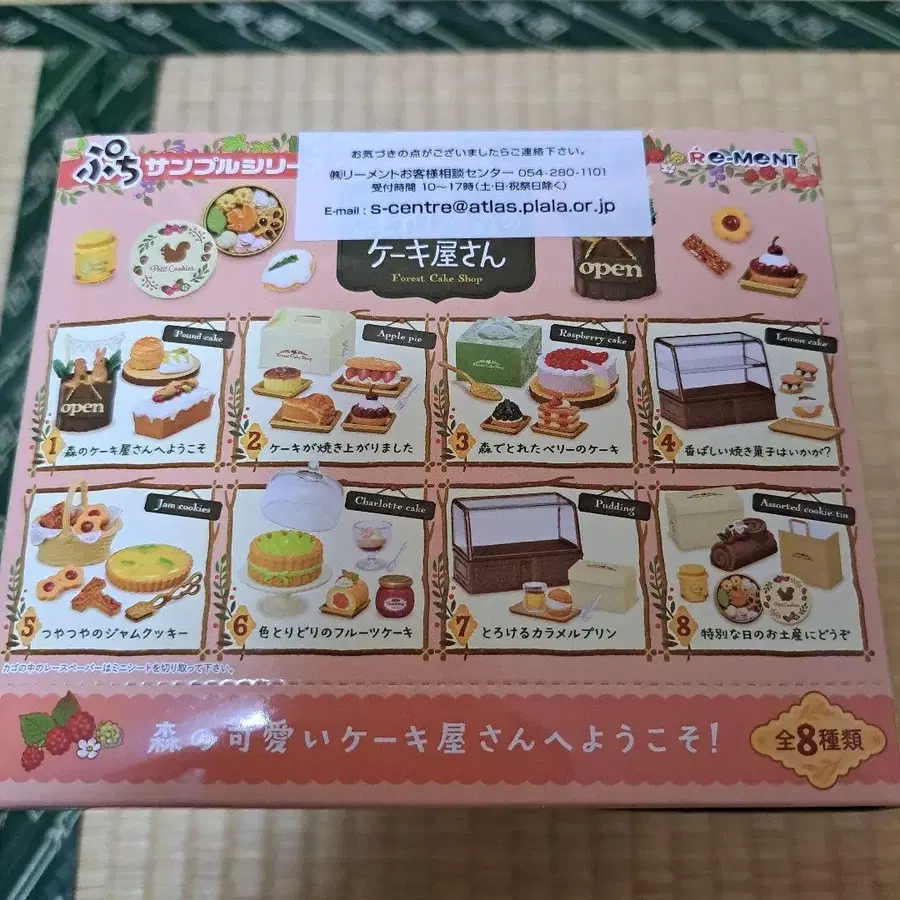 ぷち サンプルシリー
Re-MeNT
お気づきの点がございましたらご連絡下さい。
㈱リーメントお客様相談センター 054-280-1101
受付時間 10～17時(土・日・祝祭日除く)
E-mail : s-centre@atlas.plala.or.jp
ケーキ屋さん
Forest Cake Shop
Petit Cookies
open
Pound cake
open
1 森のケーキ屋さんへようこそ
Apple pie
Forest Cake Shop
2 ケーキが焼き上がりました
Raspberry cake
3 森でとれたベリーのケーキ
Lemon cake
4 香ばしい焼き菓子はいかが?
Jam cookies
5 つやつやのジャムクッキー
Charlotte cake
6 色とりどりのフルーツケーキ
Pudding
7 とろけるカラメルプリン
Assorted cookie tin
8 特別な日のお土産にどうぞ
カゴの中のレースペーパーはミニシートを切り取って下さい。
森の可愛いケーキ屋さんへようこそ!
全8種類